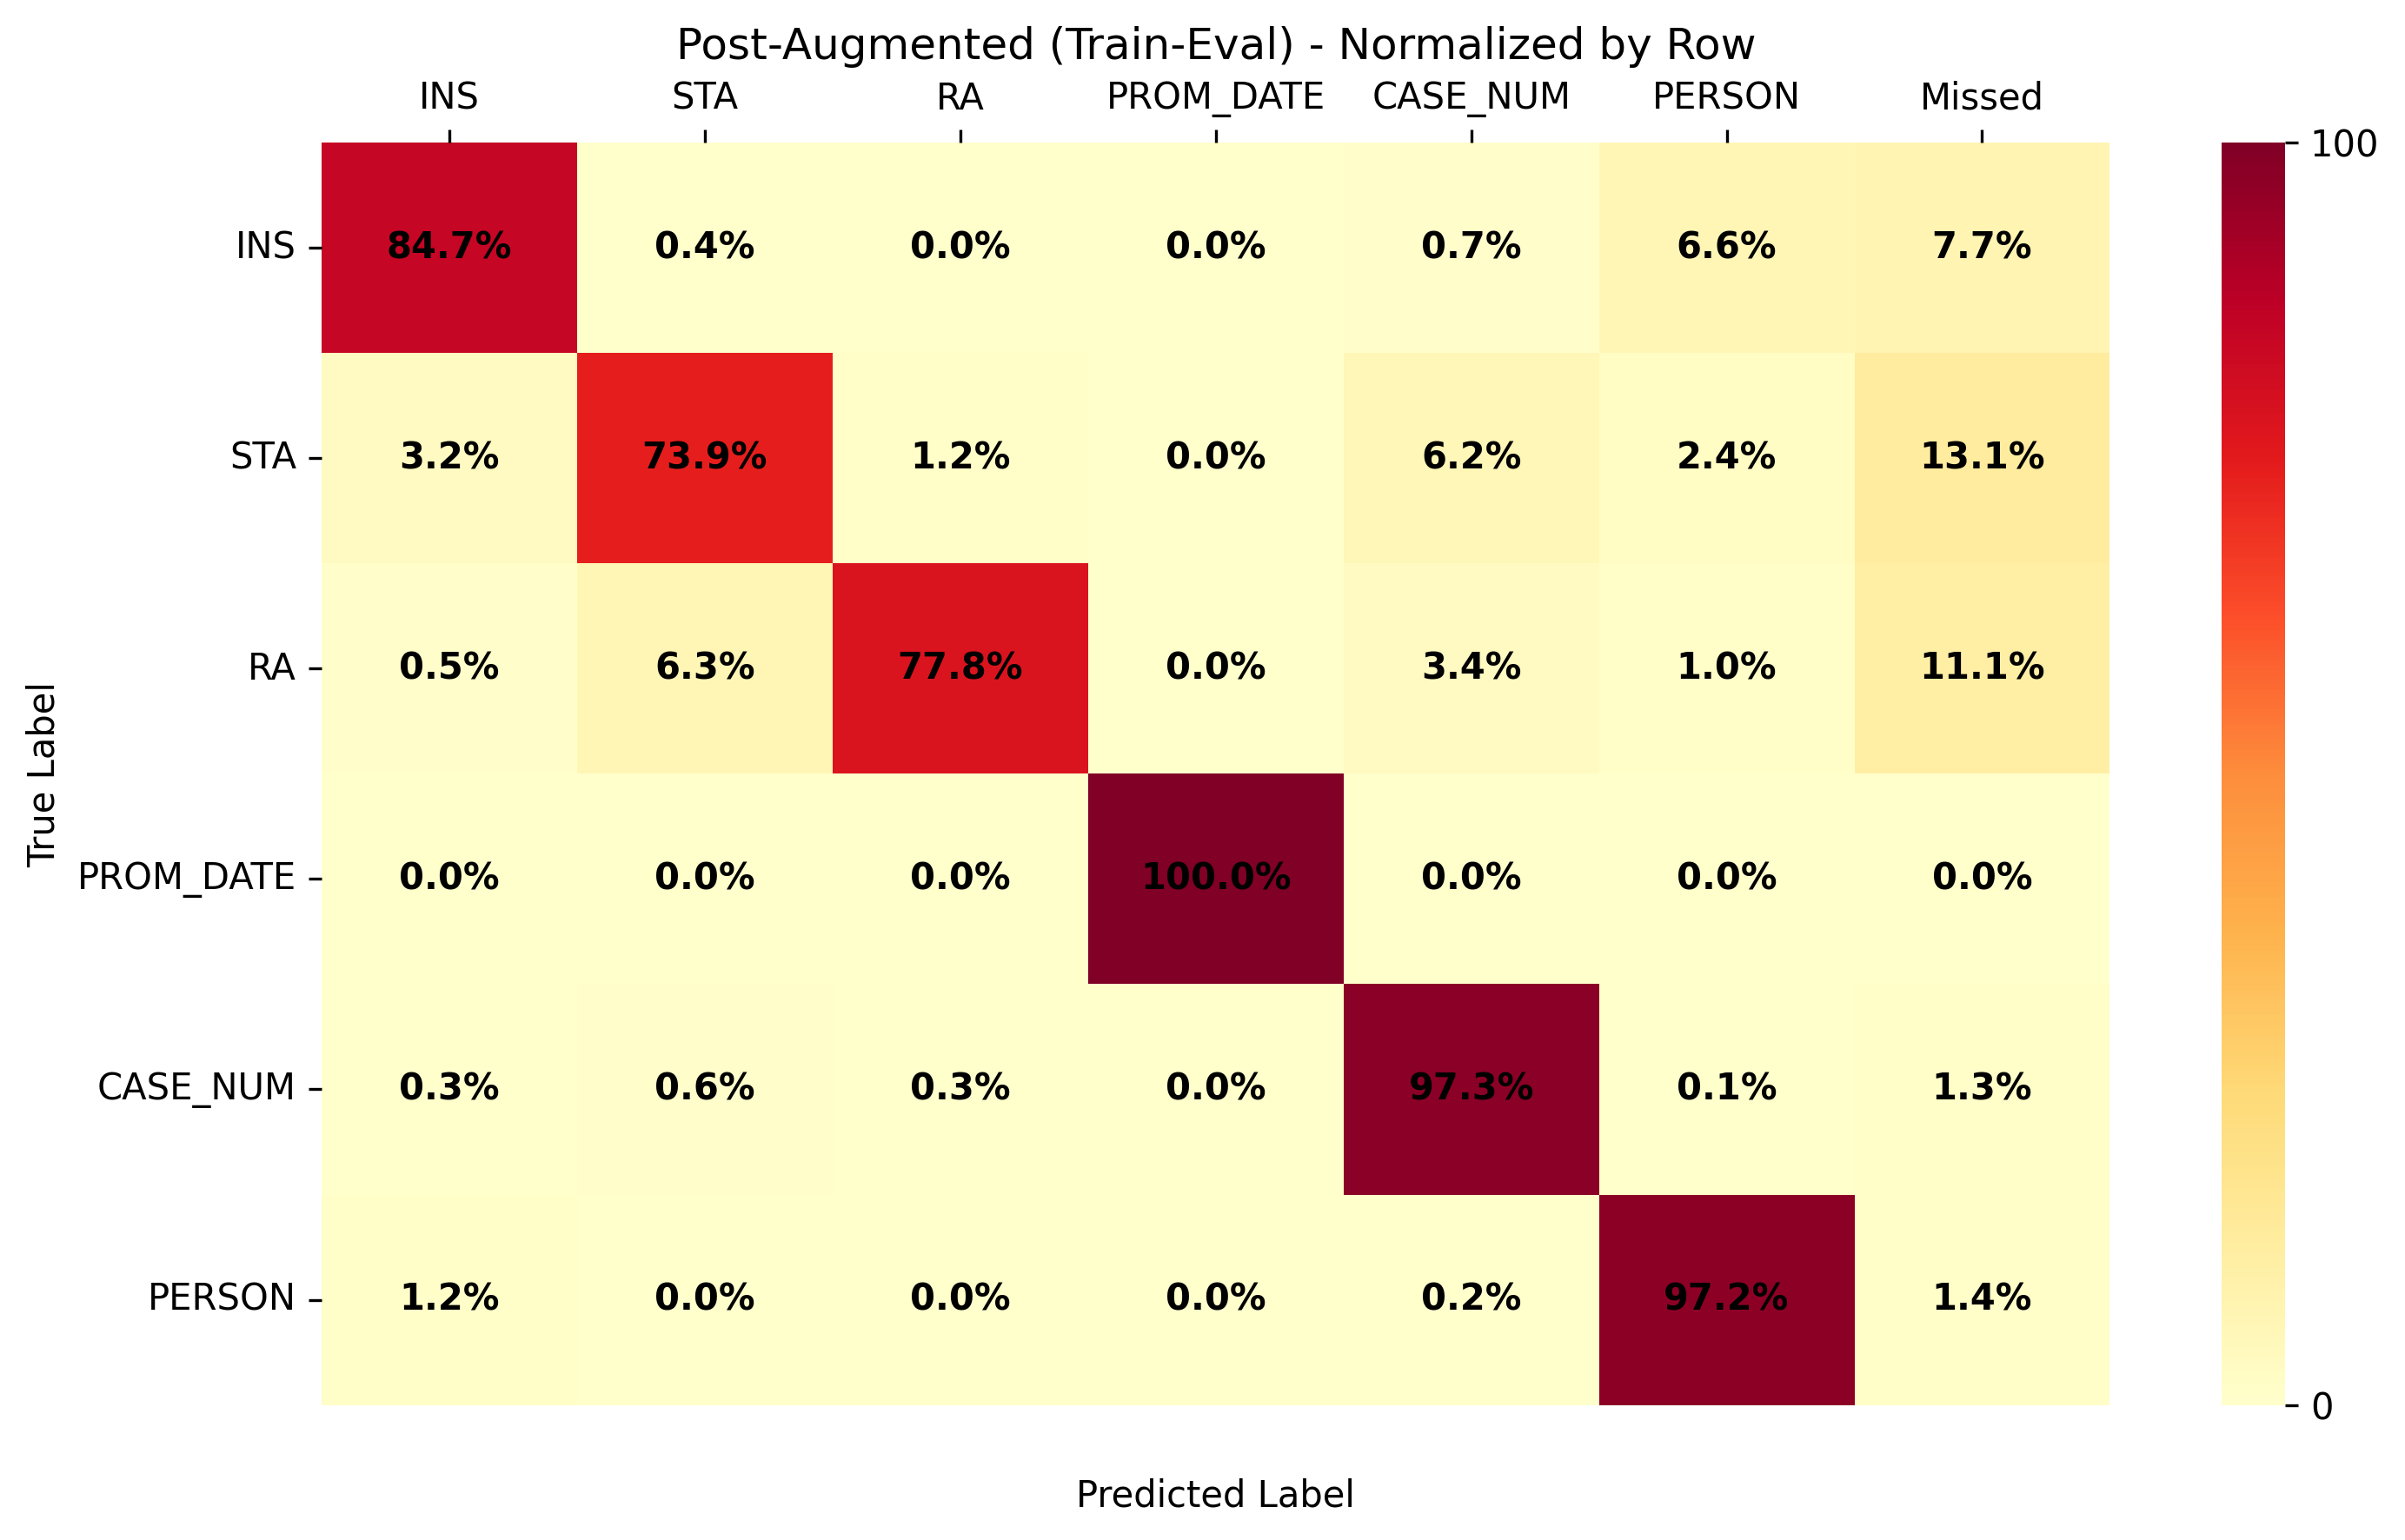 Post-Augmented (Train-Eval) - Normalized by Row
INS STA RA PROM_DATE CASE_NUM PERSON Missed
100
INS 84.7% 0.4% 0.0% 0.0% 0.7% 6.6% 7.7%
STA 3.2% 73.9% 1.2% 0.0% 6.2% 2.4% 13.1%
RA 0.5% 6.3% 77.8% 0.0% 3.4% 1.0% 11.1%
True Label
PROM_DATE 0.0% 0.0% 0.0% 100.0% 0.0% 0.0% 0.0%
CASE_NUM 0.3% 0.6% 0.3% 0.0% 97.3% 0.1% 1.3%
PERSON 1.2% 0.0% 0.0% 0.0% 0.2% 97.2% 1.4%
0
Predicted Label